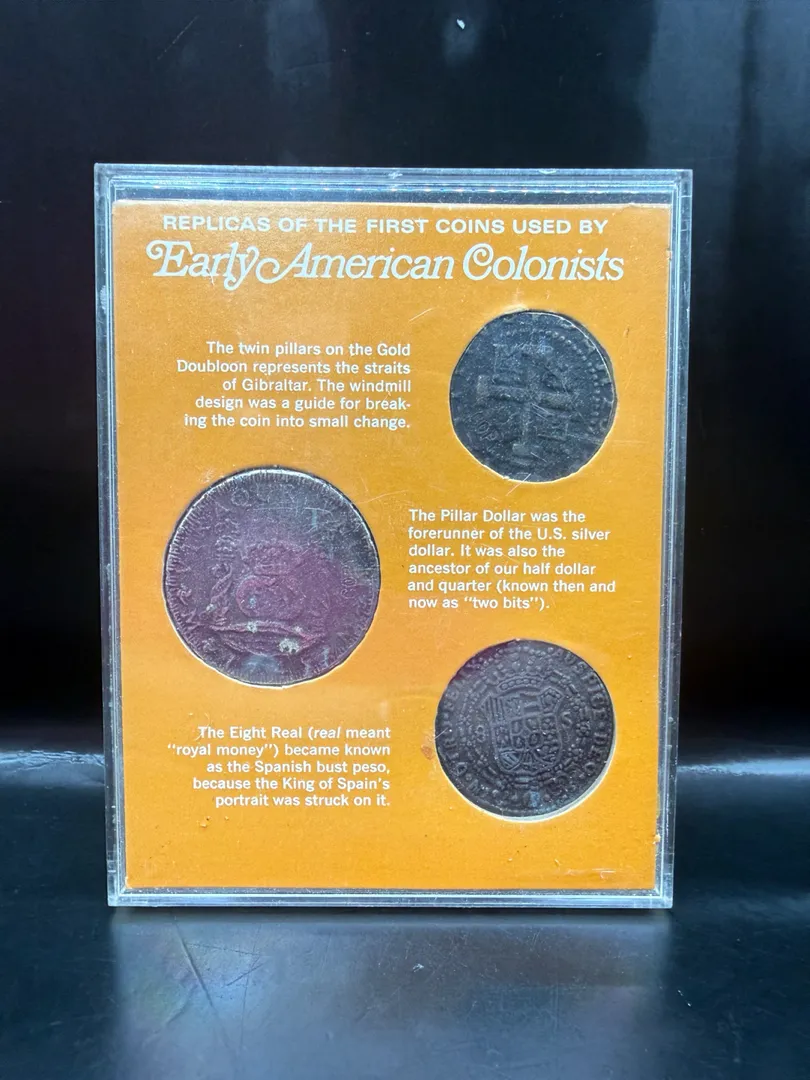 REPLICAS OF THE FIRST COINS USED BY
Early American Colonists
The twin pillars on the Gold
Doubloon represents the straits
of Gibraltar. The windmill
design was a guide for break-
ing the coin into small change.
The Pillar Dollar was the
forerunner of the U.S. silver
dollar. It was also the
ancestor of our half dollar
and quarter (known then and
now as "two bits").
The Eight Real (real meant
"royal money") became known
as the Spanish bust peso,
because the King of Spain's
portrait was struck on it.